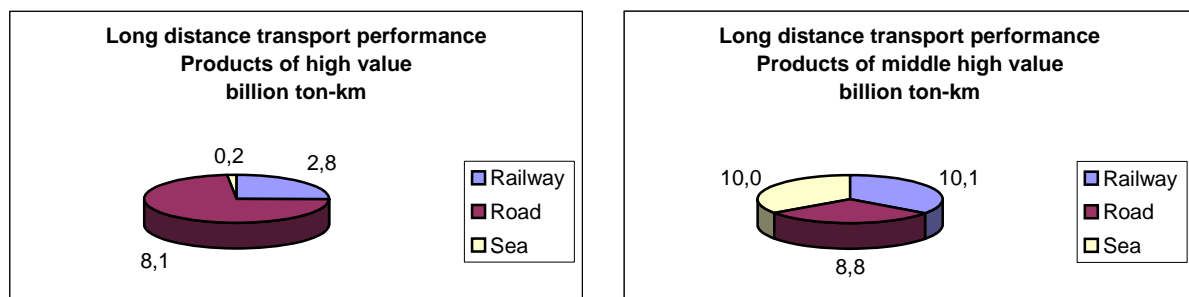 Long distance transport performance
Products of high value
billion ton-km
0,2
2,8
8,1
Railway
Road
Sea
Long distance transport performance
Products of middle high value
billion ton-km
10,0
10,1
8,8
Railway
Road
Sea